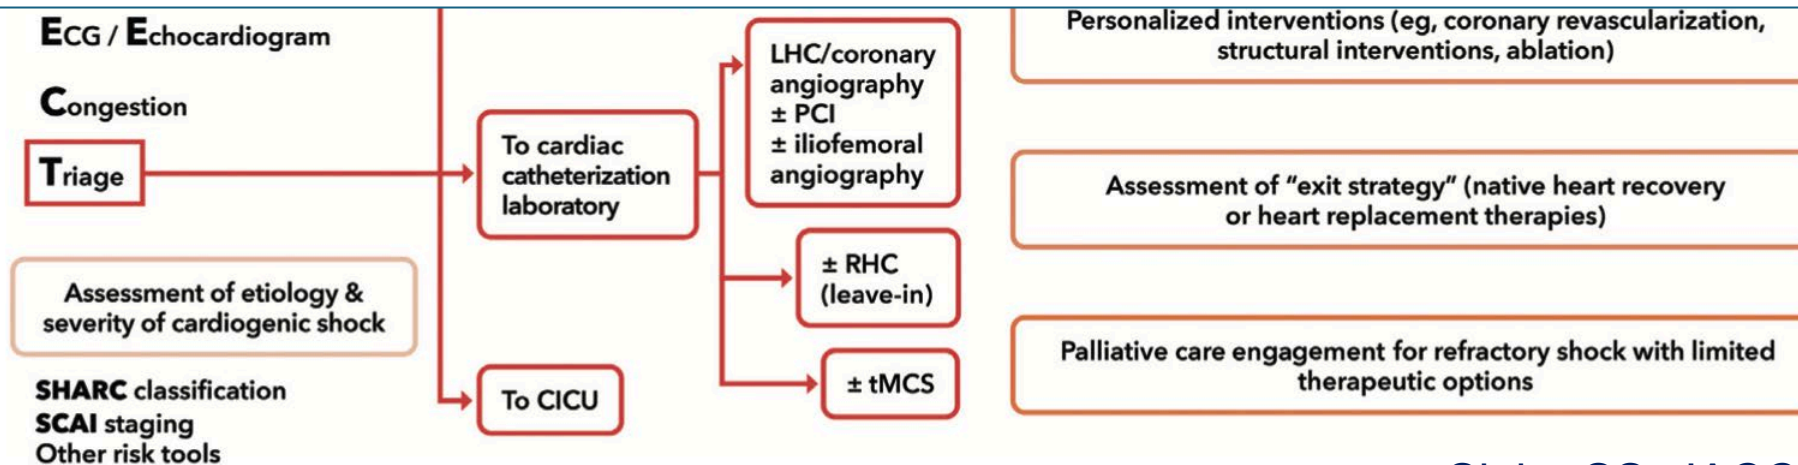 ECG / Echocardiogram
Congestion
Triage
Assessment of etiology &
severity of cardiogenic shock
SHARC classification
SCAI staging
Other risk tools
To cardiac
catheterization
laboratory
To CICU
LHC/coronary
angiography
± PCI
± iliofemoral
angiography
± RHC
(leave-in)
± tMCS
Personalized interventions (eg, coronary revascularization,
structural interventions, ablation)
Assessment of “exit strategy” (native heart recovery
or heart replacement therapies)
Palliative care engagement for refractory shock with limited
therapeutic options